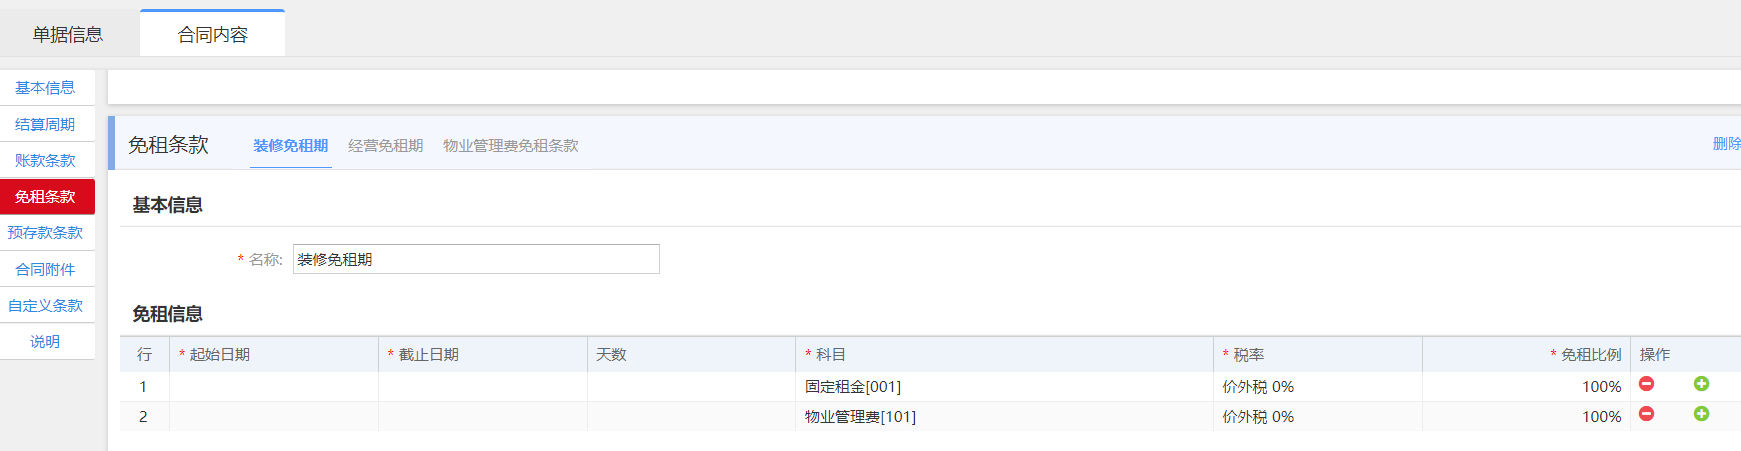 单据信息 合同内容
基本信息
结算周期
账款条款
免租条款
预存款条款
合同附件
自定义条款
说明
免租条款 装修免租期 经营免租期 物业管理费免租条款 删除
基本信息
* 名称: 装修免租期
免租信息
行 * 起始日期 * 截止日期 天数 * 科目 * 税率 * 免租比例 操作
1 固定租金[001] 价外税 0% 100%
2 物业管理费[101] 价外税 0% 100%